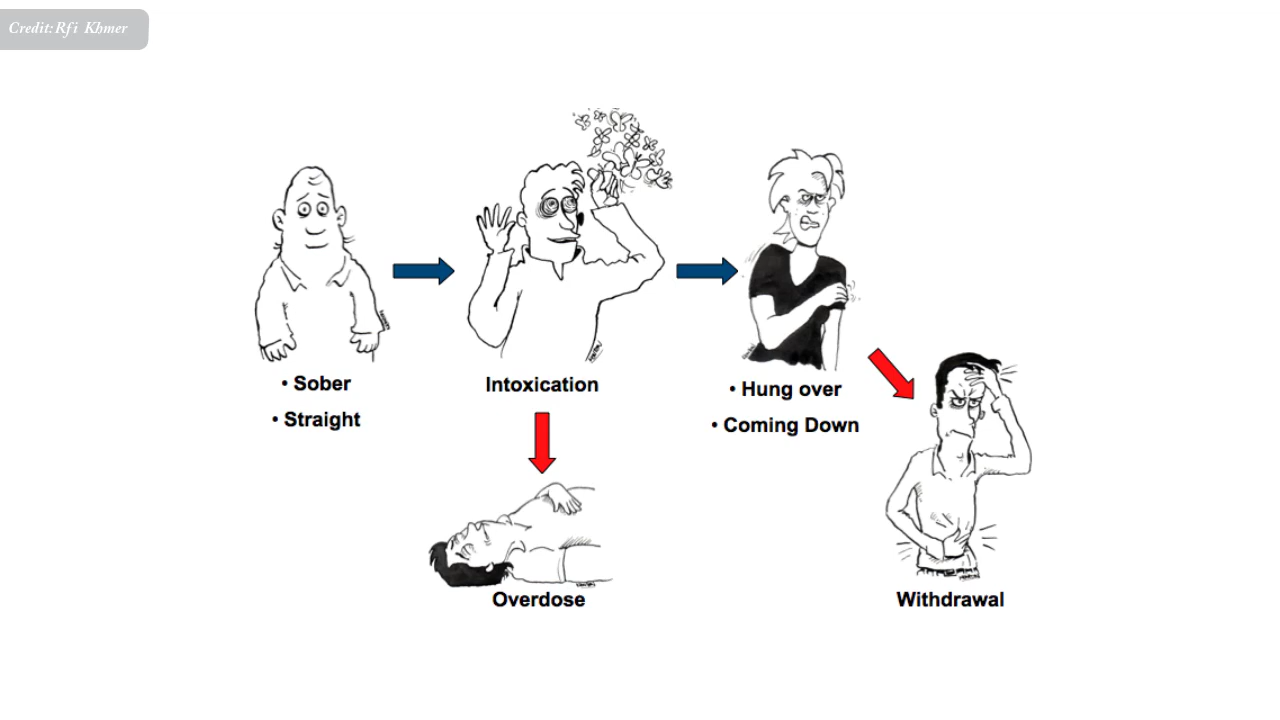 Credit:Rfi Khmer
• Sober
• Straight
Intoxication
• Hung over
• Coming Down
Overdose
Withdrawal